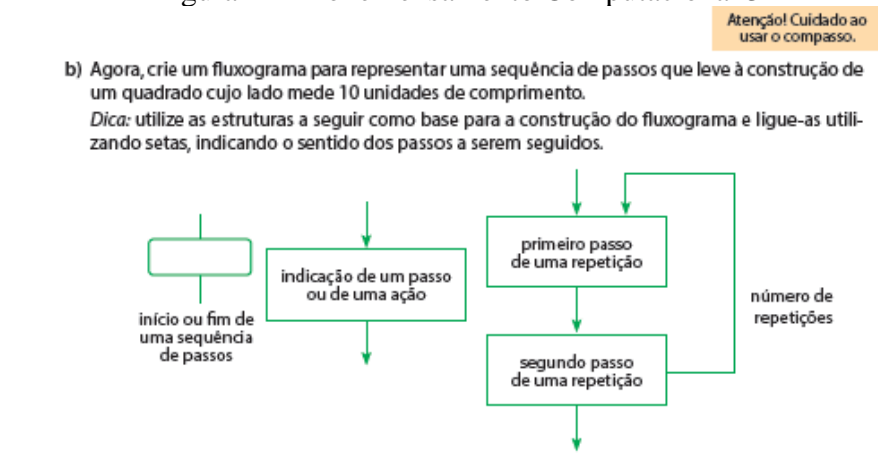 Atenção! Cuidado ao
usar o compasso.
b) Agora, crie um fluxograma para representar uma sequência de passos que leve à construção de
um quadrado cujo lado mede 10 unidades de comprimento.
Dica: utilize as estruturas a seguir como base para a construção do fluxograma e ligue-as utili-
zando setas, indicando o sentido dos passos a serem seguidos.
início ou fim de
uma sequência
de passos
indicação de um passo
ou de uma ação
primeiro passo
de uma repetição
segundo passo
de uma repetição
número de
repetições